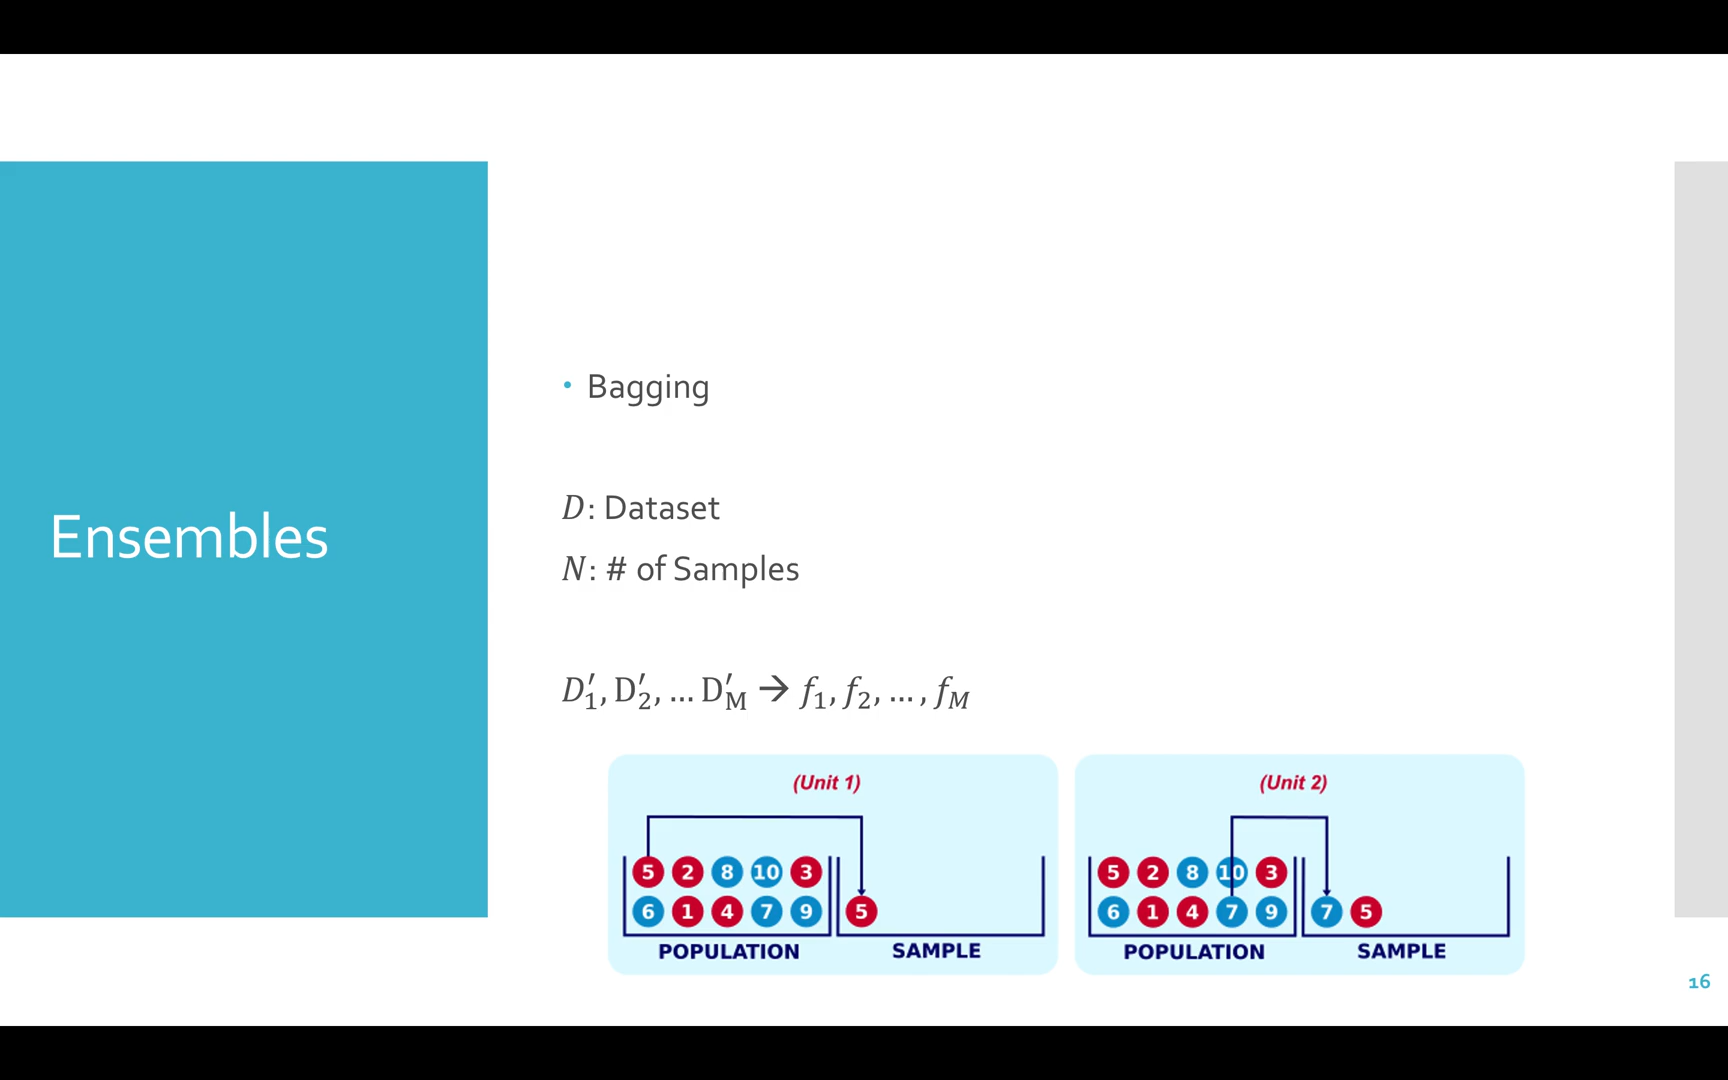 Ensembles
• Bagging
D: Dataset
N: # of Samples
D′₁, D′₂, … D′_M → f₁, f₂, … , f_M
(Unit 1)
5 2 8 10 3
6 1 4 7 9 5
POPULATION SAMPLE
(Unit 2)
5 2 8 10 3
6 1 4 7 9 7 5
POPULATION SAMPLE
16